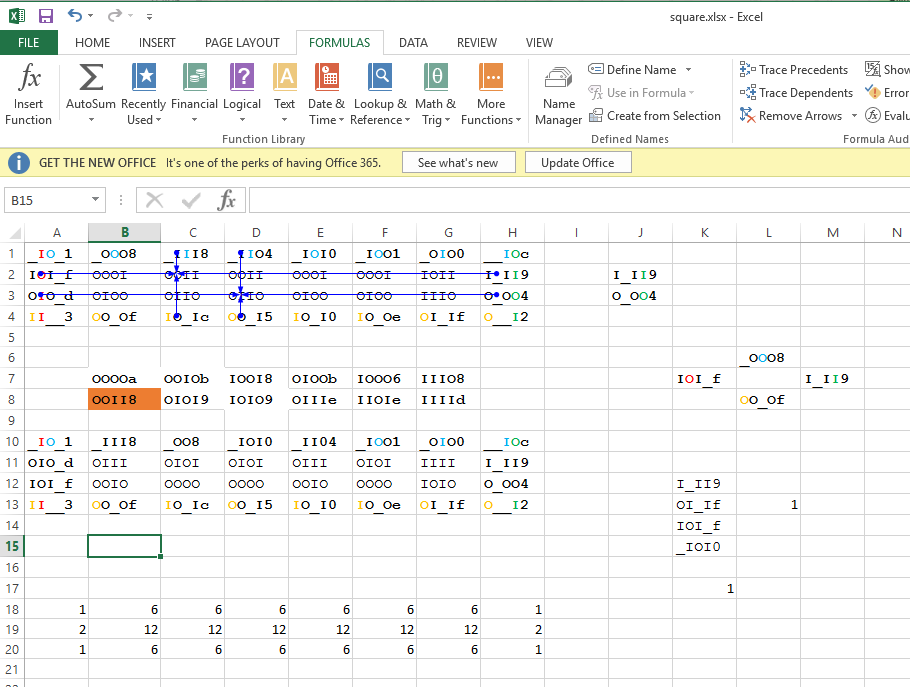 square.xlsx - Excel
FILE HOME INSERT PAGE LAYOUT FORMULAS DATA REVIEW VIEW
fx Σ ? A θ
Insert Function AutoSum Recently Used Financial Logical Text Date & Time Lookup & Reference Math & Trig More Functions
Name Manager
Define Name
Use in Formula
Create from Selection
Trace Precedents
Trace Dependents
Remove Arrows
Show
Error
Evalu
Function Library Defined Names Formula Aud
GET THE NEW OFFICE It's one of the perks of having Office 365. See what's new Update Office
B15 fx
A B C D E F G H I J K L M N
1 _IO_1 _OOO8 _III8 _IIO4 _IOI0 _IOO1 _OIO0 __IOc
2 IOI_f OOOI OOII OOOI OOOI IOII I_II9 I_II9
3 OIO_d OIOO OIIO OIOO OIOO IIIO O_OO4 O_OO4
4 II__3 OO_Of IO_Ic OO_I5 IO_I0 IO_Oe OI_If O__I2
5
6 _OOO8
7 OOOOa OOIOb IOOI8 OIOOb IOOO6 IIIO8 IOI_f I_II9
8 OOII8 OIOI9 IOIO9 OIIIe IIOIe IIIId OO_Of
9
10 _IO_1 _III8 _OO8 _IOI0 _IIO4 _IOO1 _OIO0 __IOc
11 OIO_d OIII OIOI OIOI OIII OIOI IIII I_II9
12 IOI_f OOIO OOOO OOOO OOIO OOOO IOIO O_OO4 I_II9
13 II__3 OO_Of IO_Ic OO_I5 IO_I0 IO_Oe OI_If O__I2 OI_If 1
14 IOI_f
15 _IOI0
16
17 1
18 1 6 6 6 6 6 6 1
19 2 12 12 12 12 12 12 2
20 1 6 6 6 6 6 6 1
21